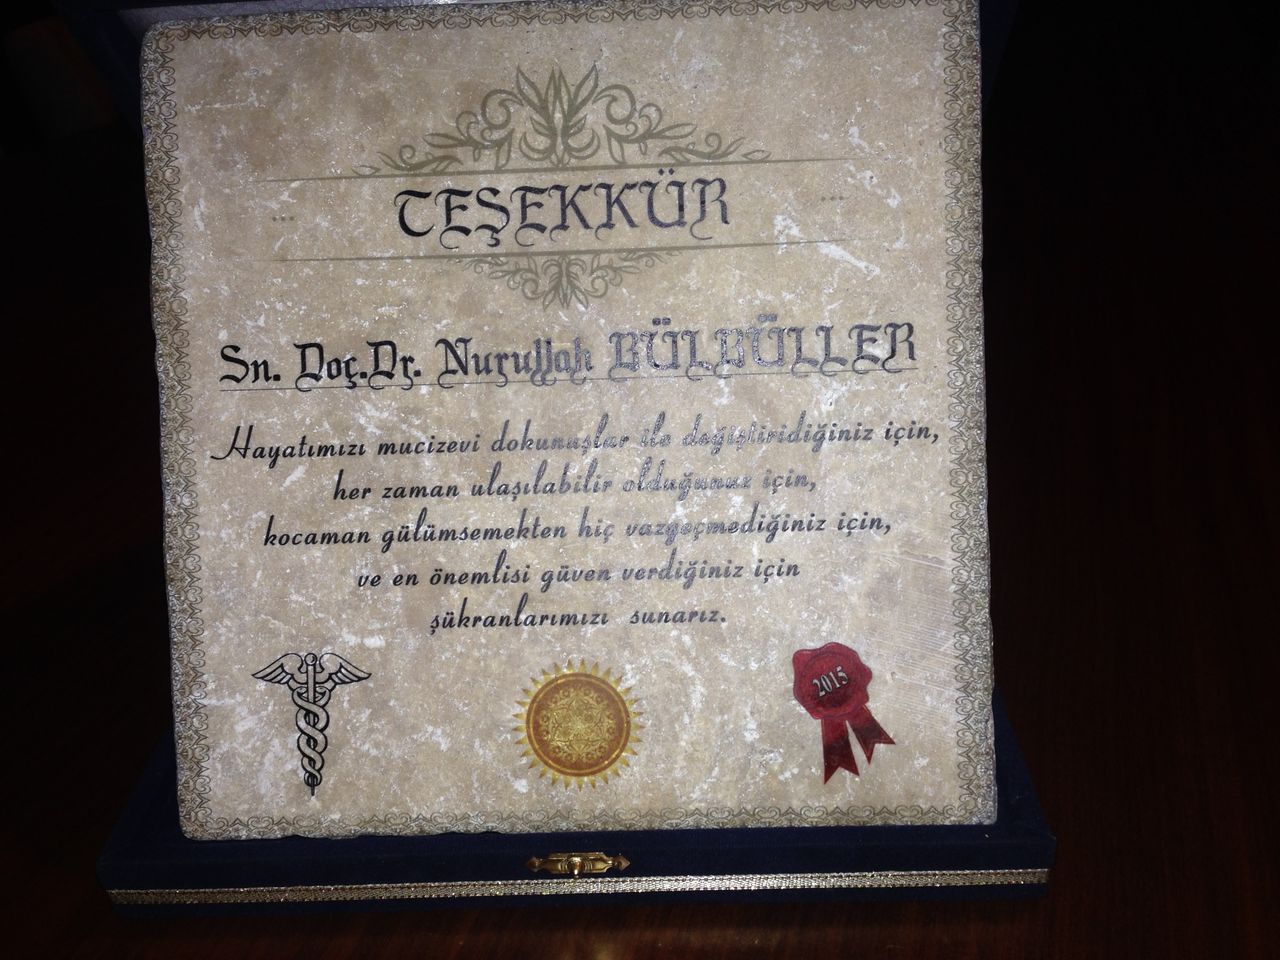 TEŞEKKÜR
Sn. Doç.Dr. Nurullah BÜLBÜLLER
Hayatımızı mucizevi dokunuşlar ile değiştiridiğiniz için,
her zaman ulaşılabilir olduğunuz için,
kocaman gülümsemekten hiç vazgeçmediğiniz için,
ve en önemlisi güven verdiğiniz için
şükranlarımızı sunarız.
2015